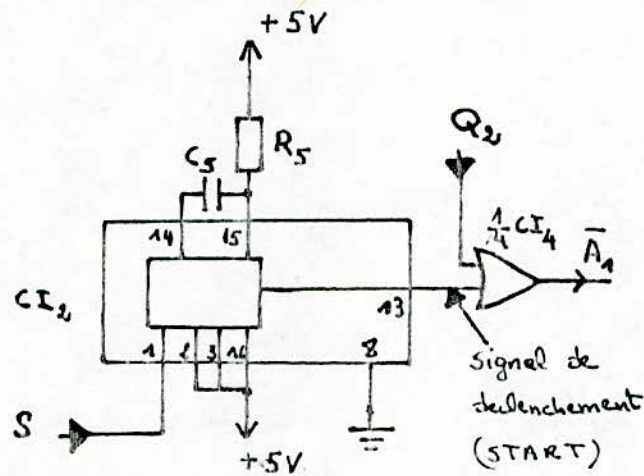 +5V
R5
C5
Q2
14 15
1/4 CI4
A̅1
CI2
13
1 2 3 16
8
signal de
declenchement
(START)
S
+5V